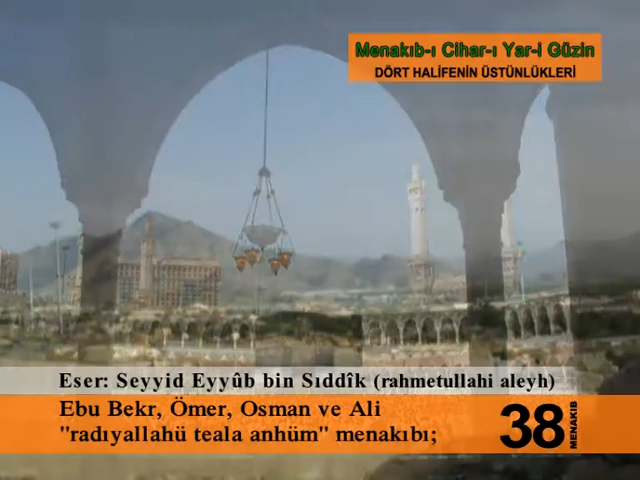 Menakıb-ı Cihar-ı Yar-i Güzin
DÖRT HALİFENİN ÜSTÜNLÜKLERİ
Eser: Seyyid Eyyûb bin Sıddîk (rahmetullahi aleyh)
Ebu Bekr, Ömer, Osman ve Ali
"radıyallahü teala anhüm" menakıbı;
38
MENAKIB